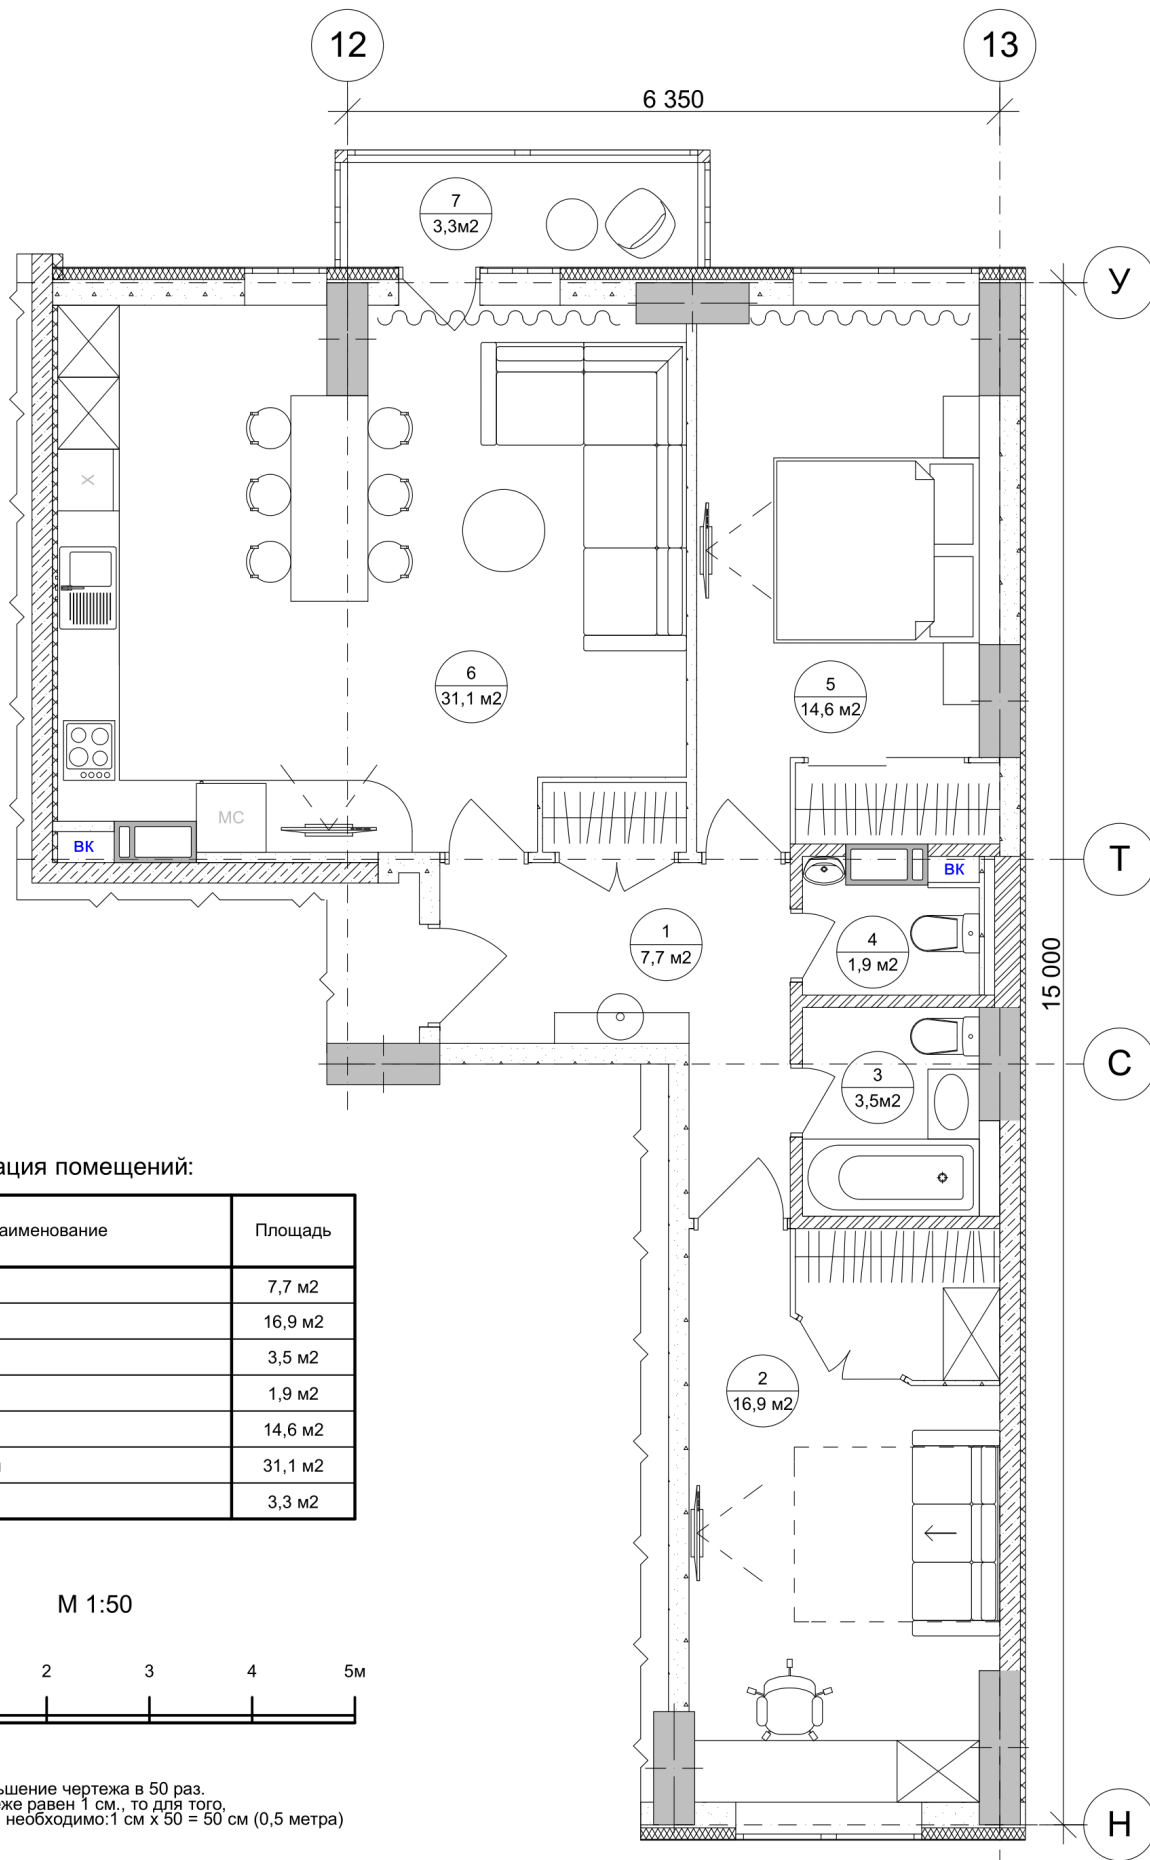 12
13
6 350
7
3,3м2
У
X
6
31,1 м2
5
14,6 м2
МС
ВК
Т
ВК
1
7,7 м2
4
1,9 м2
15 000
С
3
3,5м2
ация помещений:
аименование
Площадь
7,7 м2
16,9 м2
3,5 м2
1,9 м2
14,6 м2
31,1 м2
3,3 м2
2
16,9 м2
М 1:50
2 3 4 5м
ьшение чертежа в 50 раз.
еже равен 1 см., то для того,
необходимо:1 см х 50 = 50 см (0,5 метра)
Н